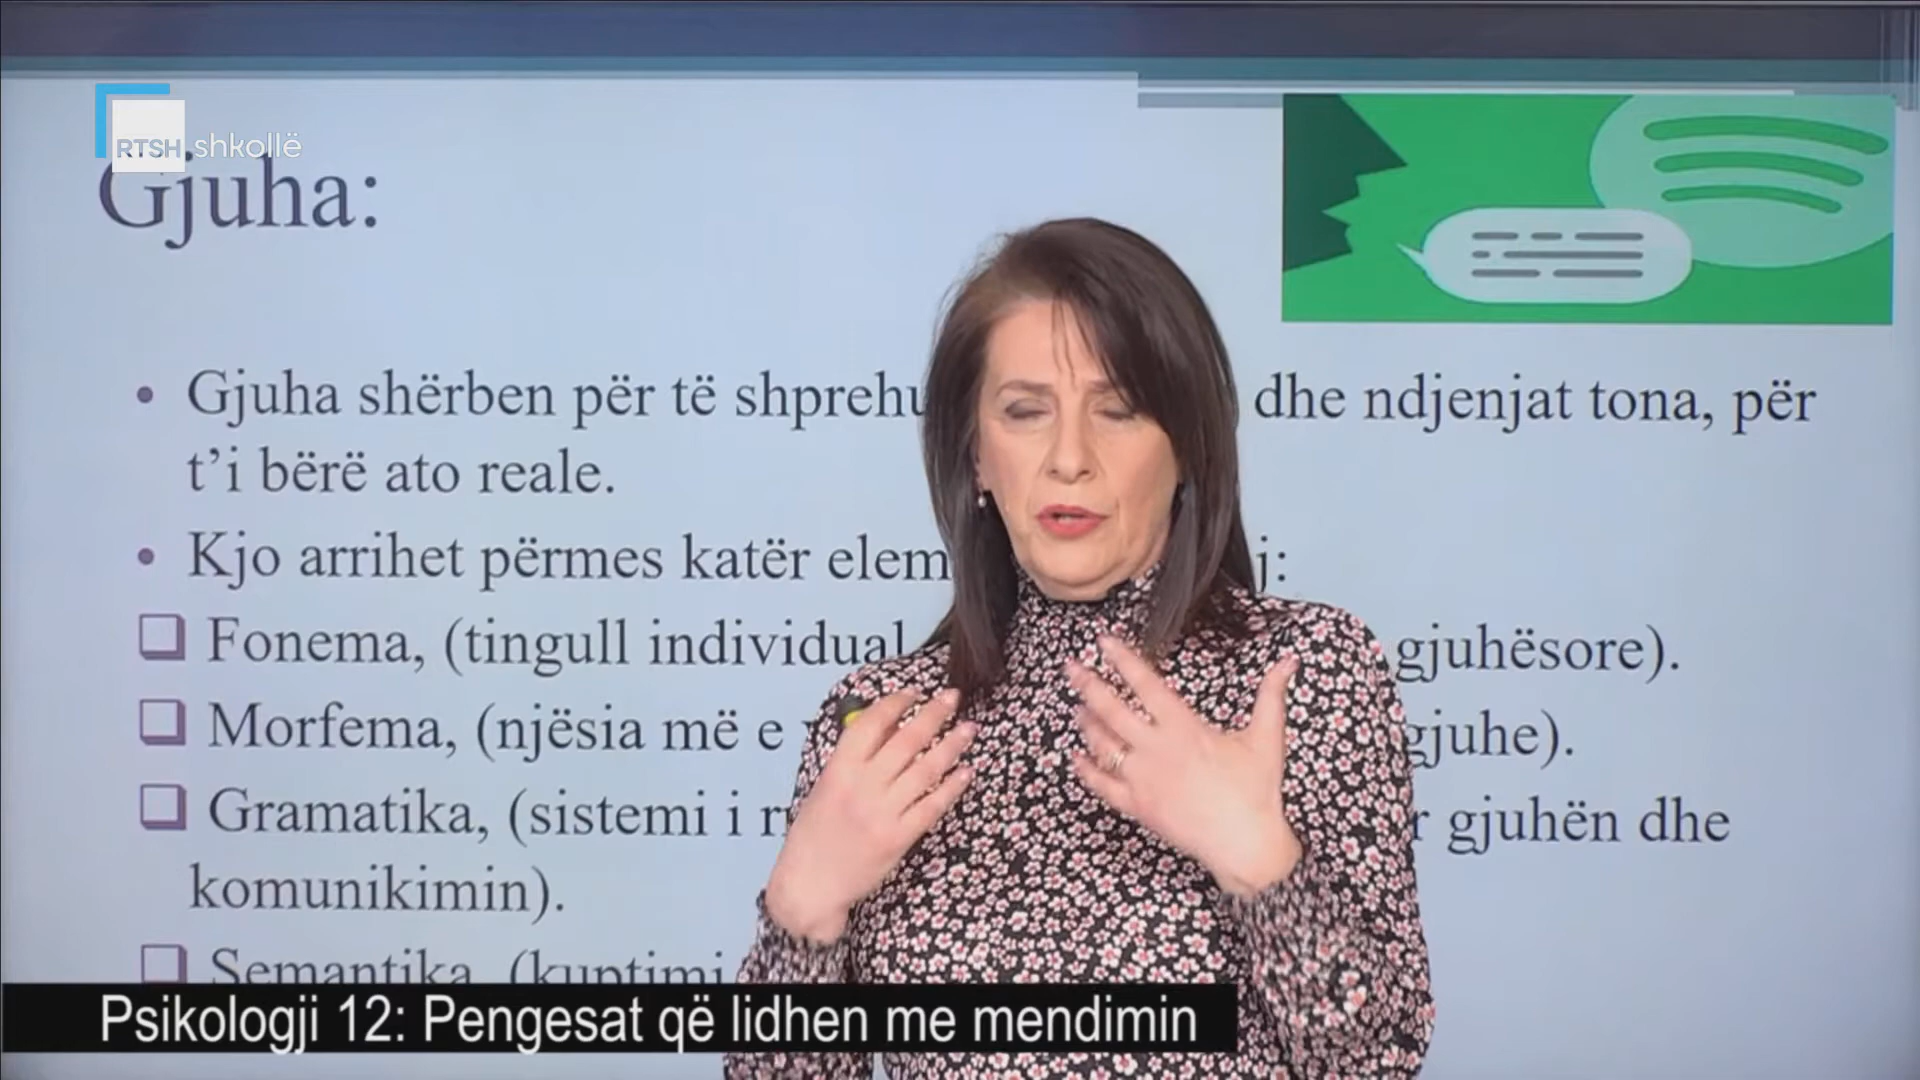 RTSH shkollë
Gjuha:
• Gjuha shërben për të shprehu dhe ndjenjat tona, për
t’i bërë ato reale.
• Kjo arrihet përmes katër elem j:
❑ Fonema, (tingull individual gjuhësore).
❑ Morfema, (njësia më e gjuhe).
❑ Gramatika, (sistemi i gjuhën dhe
komunikimin).
❑ Semantika, (kuptimi
Psikologji 12: Pengesat që lidhen me mendimin